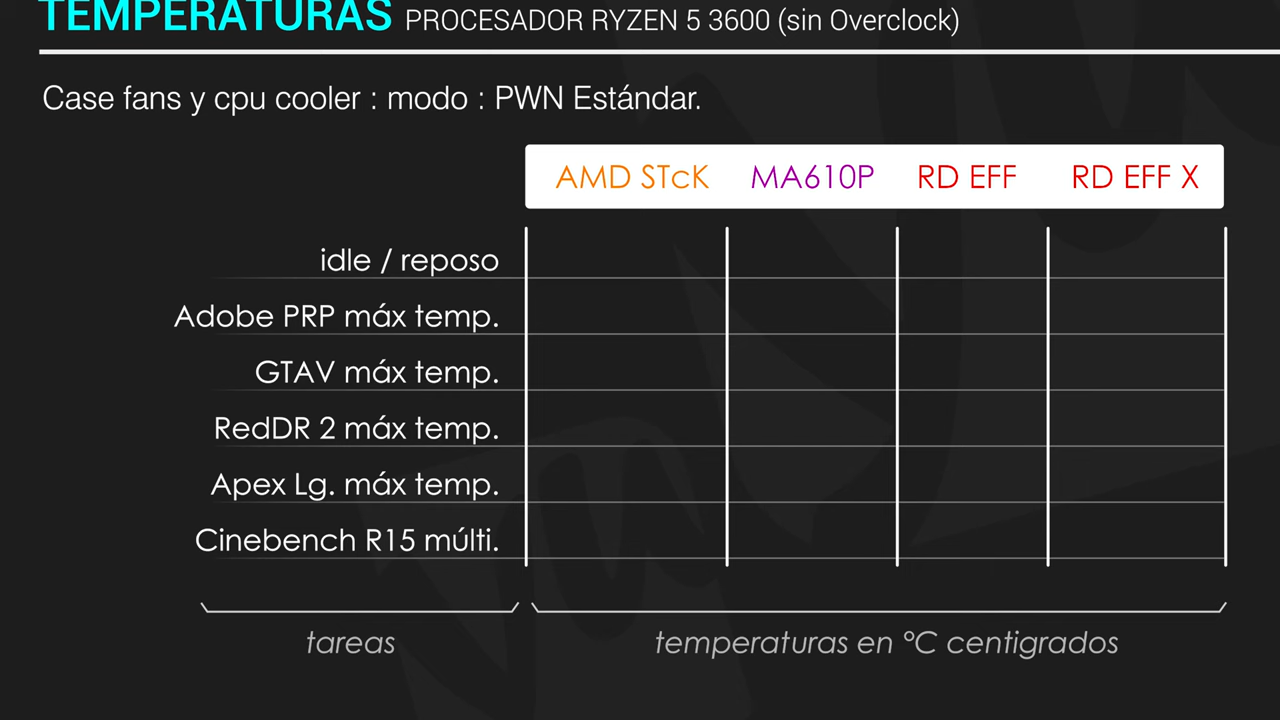 TEMPERATURAS PROCESADOR RYZEN 5 3600 (sin Overclock)
Case fans y cpu cooler : modo : PWN Estándar.
AMD STcK MA610P RD EFF RD EFF X
idle / reposo
Adobe PRP máx temp.
GTAV máx temp.
RedDR 2 máx temp.
Apex Lg. máx temp.
Cinebench R15 múlti.
tareas temperaturas en °C centigrados